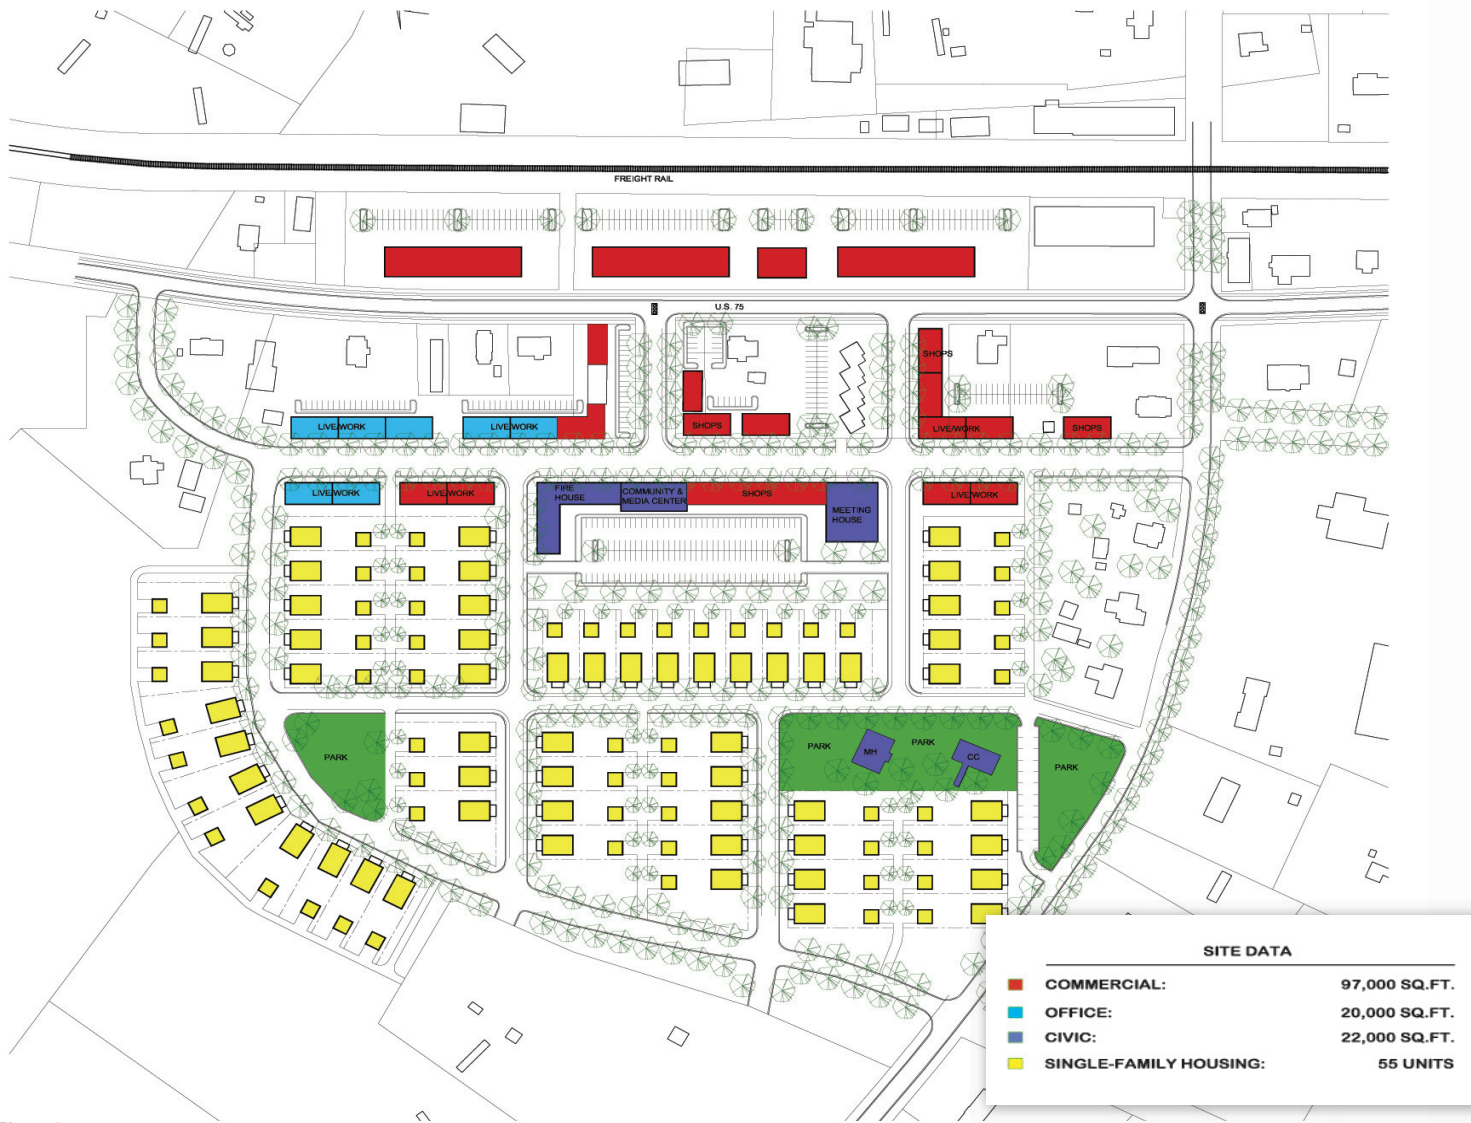 FREIGHT RAIL
U.S. 75
SHOPS
LIVE/WORK
LIVE/WORK
SHOPS
LIVE/WORK
SHOPS
LIVE/WORK
LIVE/WORK
FIRE
HOUSE
COMMUNITY &
MEDIA CENTER
SHOPS
MEETING
HOUSE
LIVE/WORK
PARK
PARK
MH
PARK
CC
PARK
SITE DATA
COMMERCIAL: 97,000 SQ.FT.
OFFICE: 20,000 SQ.FT.
CIVIC: 22,000 SQ.FT.
SINGLE-FAMILY HOUSING: 55 UNITS